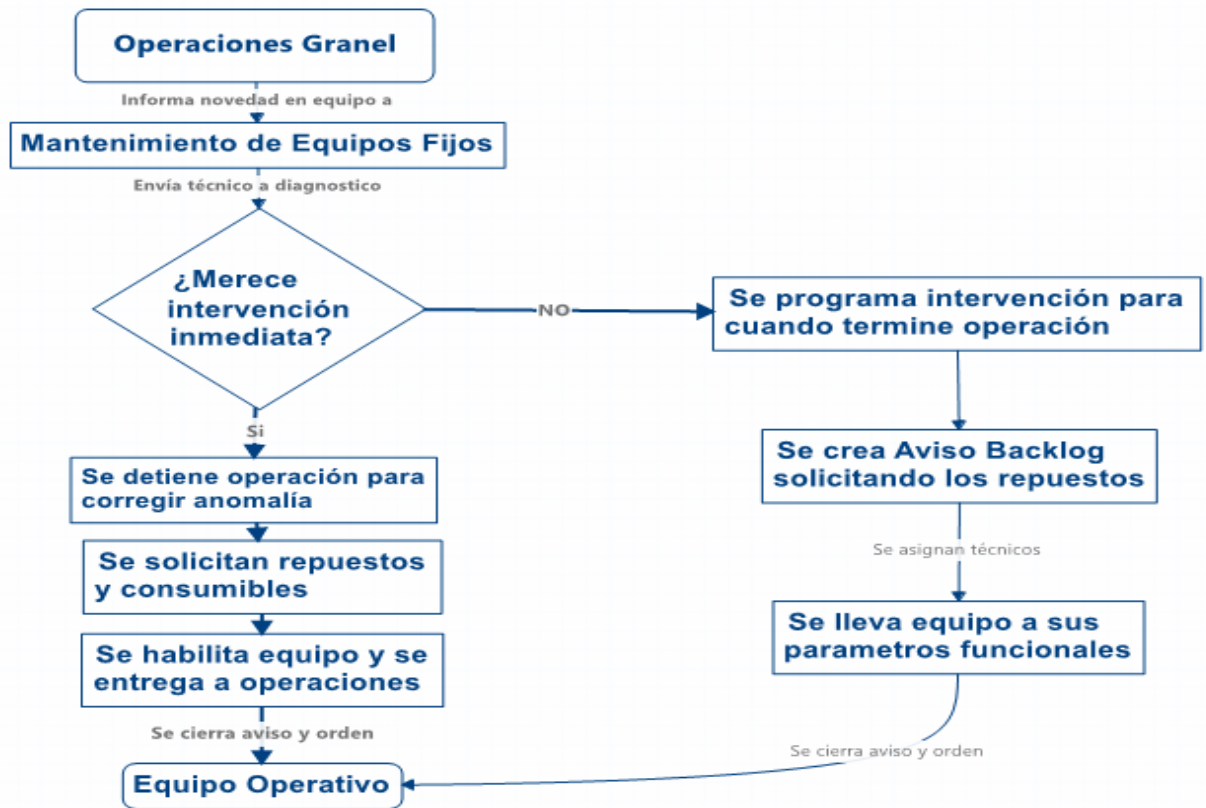 Operaciones Granel
Informa novedad en equipo a
Mantenimiento de Equipos Fijos
Envía técnico a diagnostico
¿Merece
intervención
inmediata?
NO
Se programa intervención para
cuando termine operación
Si
Se detiene operación para
corregir anomalía
Se crea Aviso Backlog
solicitando los repuestos
Se solicitan repuestos
y consumibles
Se asignan técnicos
Se habilita equipo y se
entrega a operaciones
Se lleva equipo a sus
parametros funcionales
Se cierra aviso y orden
Se cierra aviso y orden
Equipo Operativo